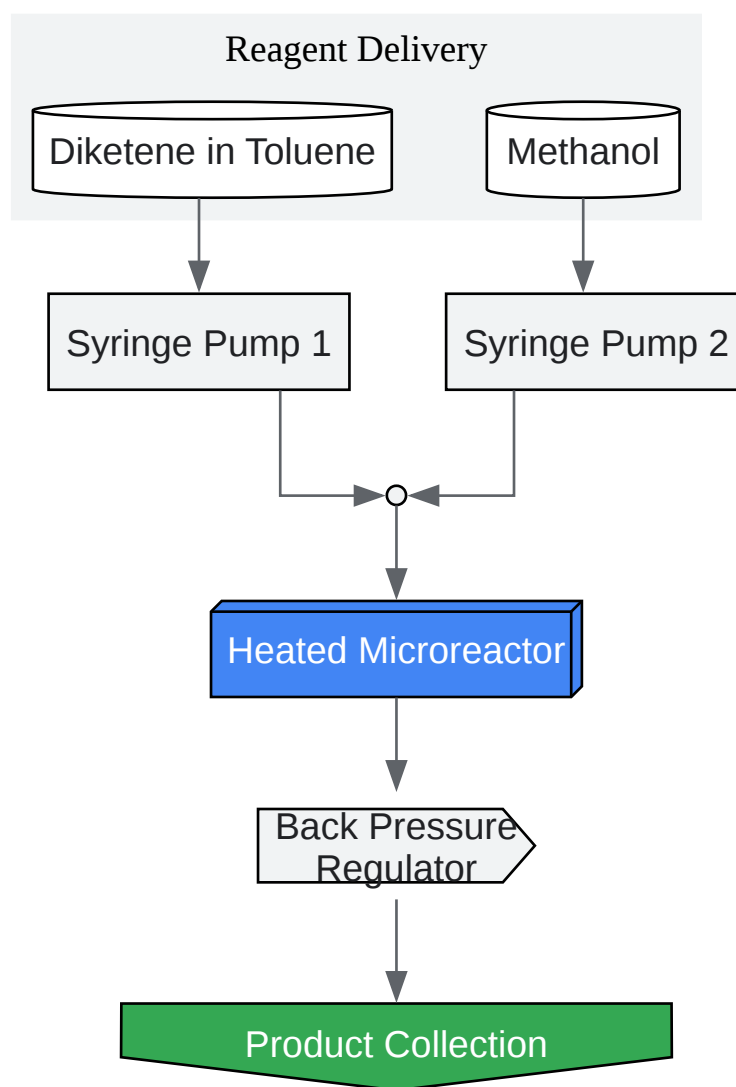 Reagent Delivery
Diketene in Toluene
Methanol
Syringe Pump 1
Syringe Pump 2
Heated Microreactor
Back Pressure
Regulator
Product Collection